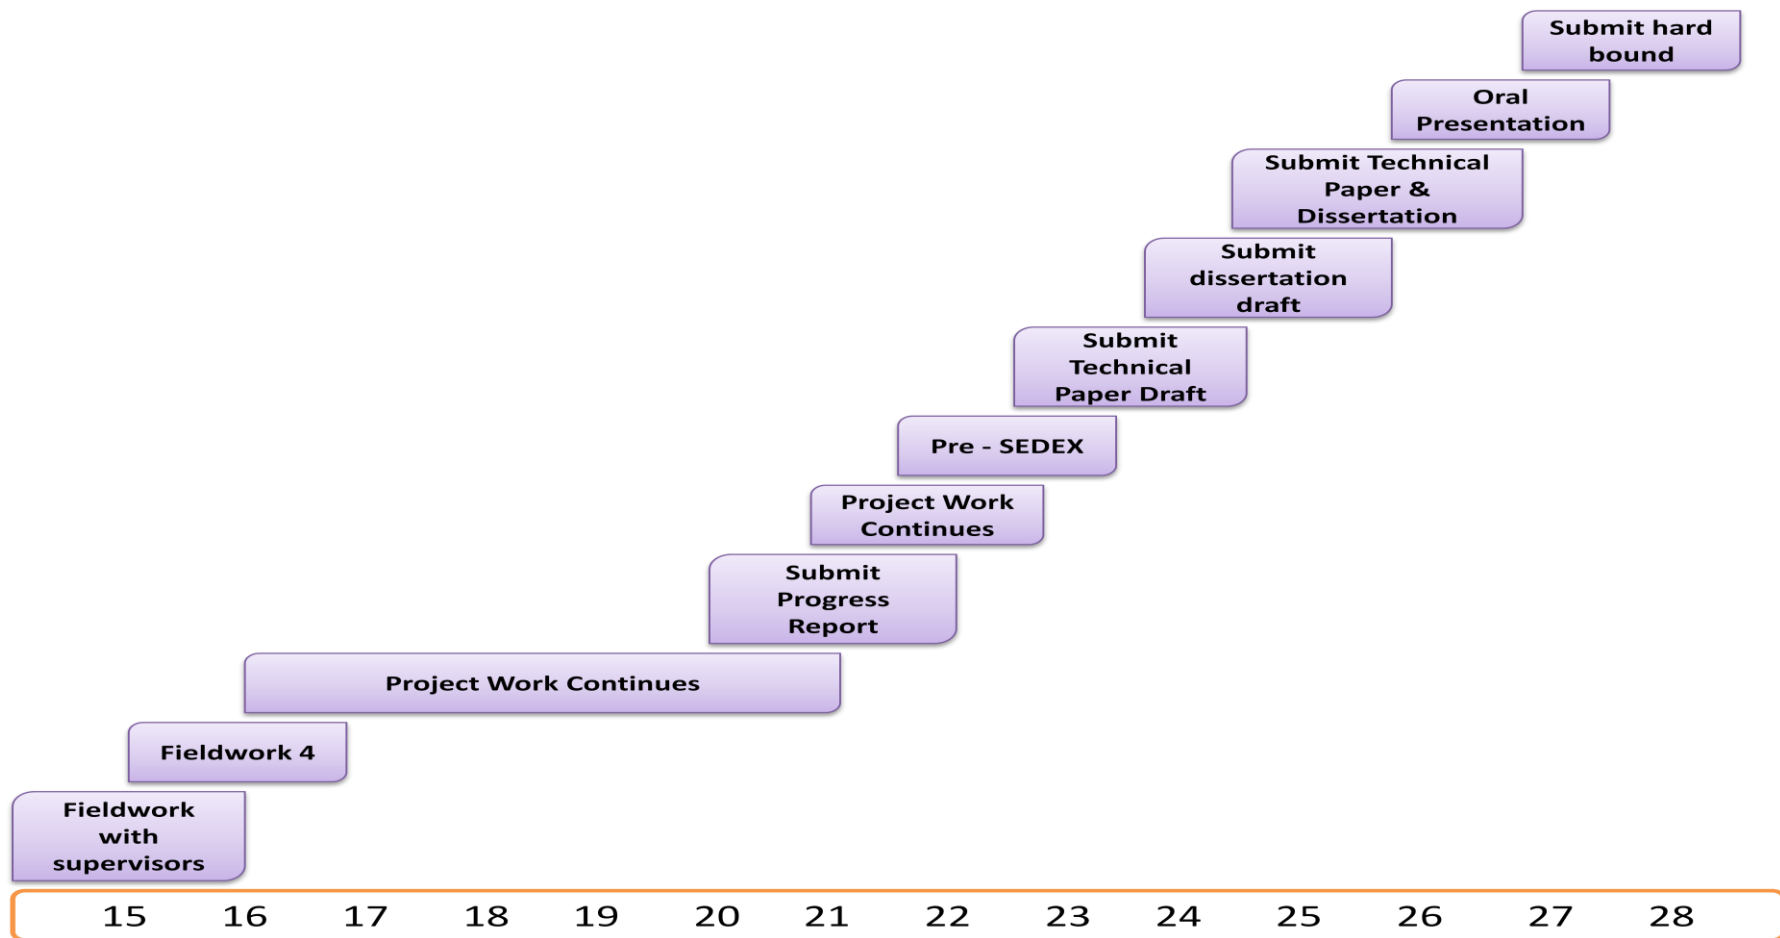 Submit hard
bound
Oral
Presentation
Submit Technical
Paper &
Dissertation
Submit
dissertation
draft
Submit
Technical
Paper Draft
Pre - SEDEX
Project Work
Continues
Submit
Progress
Report
Project Work Continues
Fieldwork 4
Fieldwork
with
supervisors
15 16 17 18 19 20 21 22 23 24 25 26 27 28